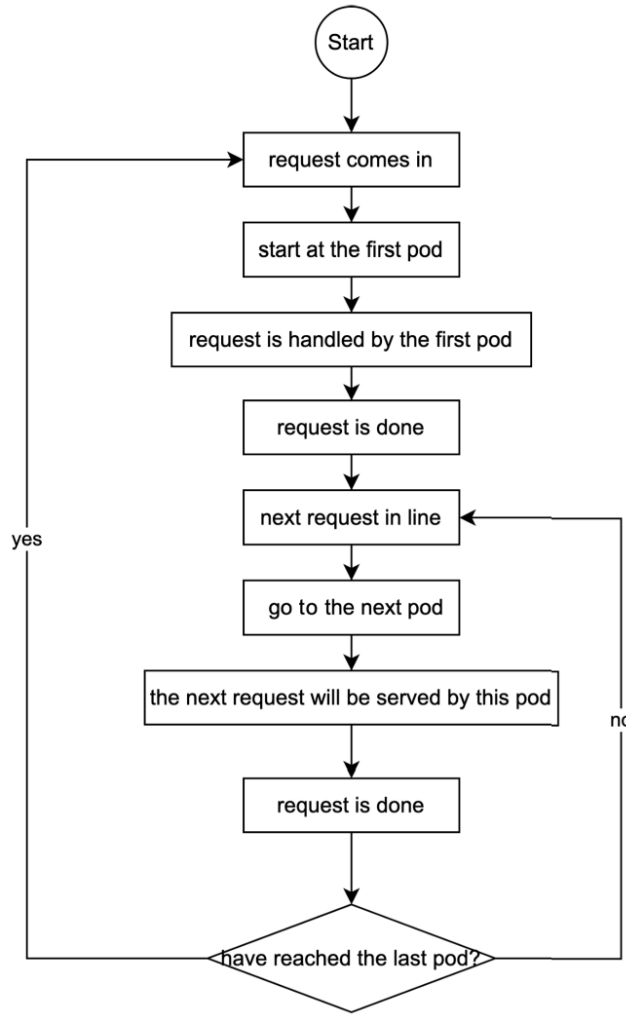 Start
request comes in
start at the first pod
request is handled by the first pod
request is done
next request in line
yes
go to the next pod
the next request will be served by this pod
no
request is done
have reached the last pod?